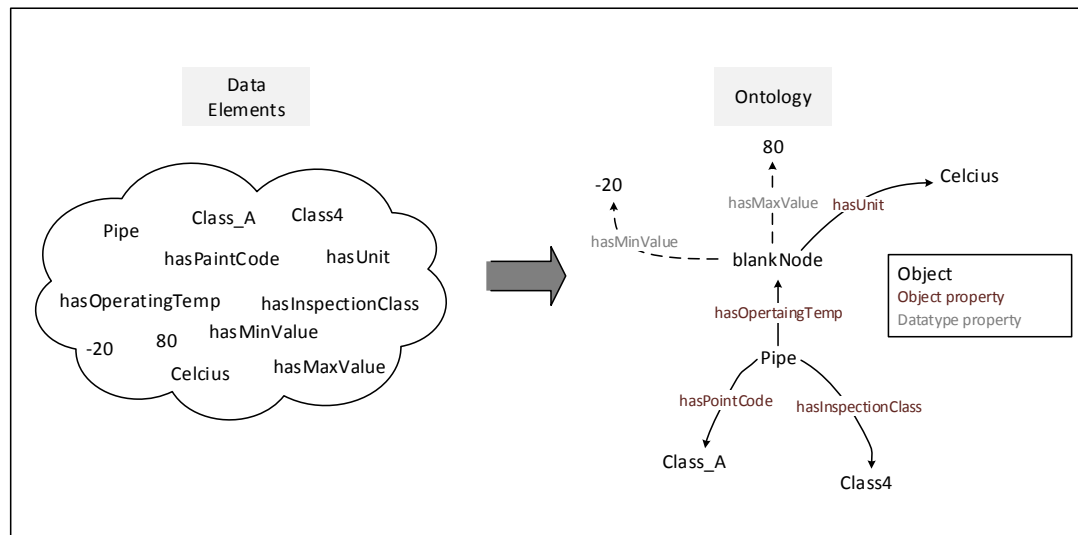 Data
Elements
Pipe
Class_A
Class4
hasPaintCode
hasUnit
hasOperatingTemp
hasInspectionClass
hasMinValue
-20
80
Celcius
hasMaxValue
Ontology
80
-20
Celcius
hasMaxValue
hasUnit
hasMinValue
blankNode
hasOpertaingTemp
Pipe
hasPointCode
hasInspectionClass
Class_A
Class4
Object
Object property
Datatype property